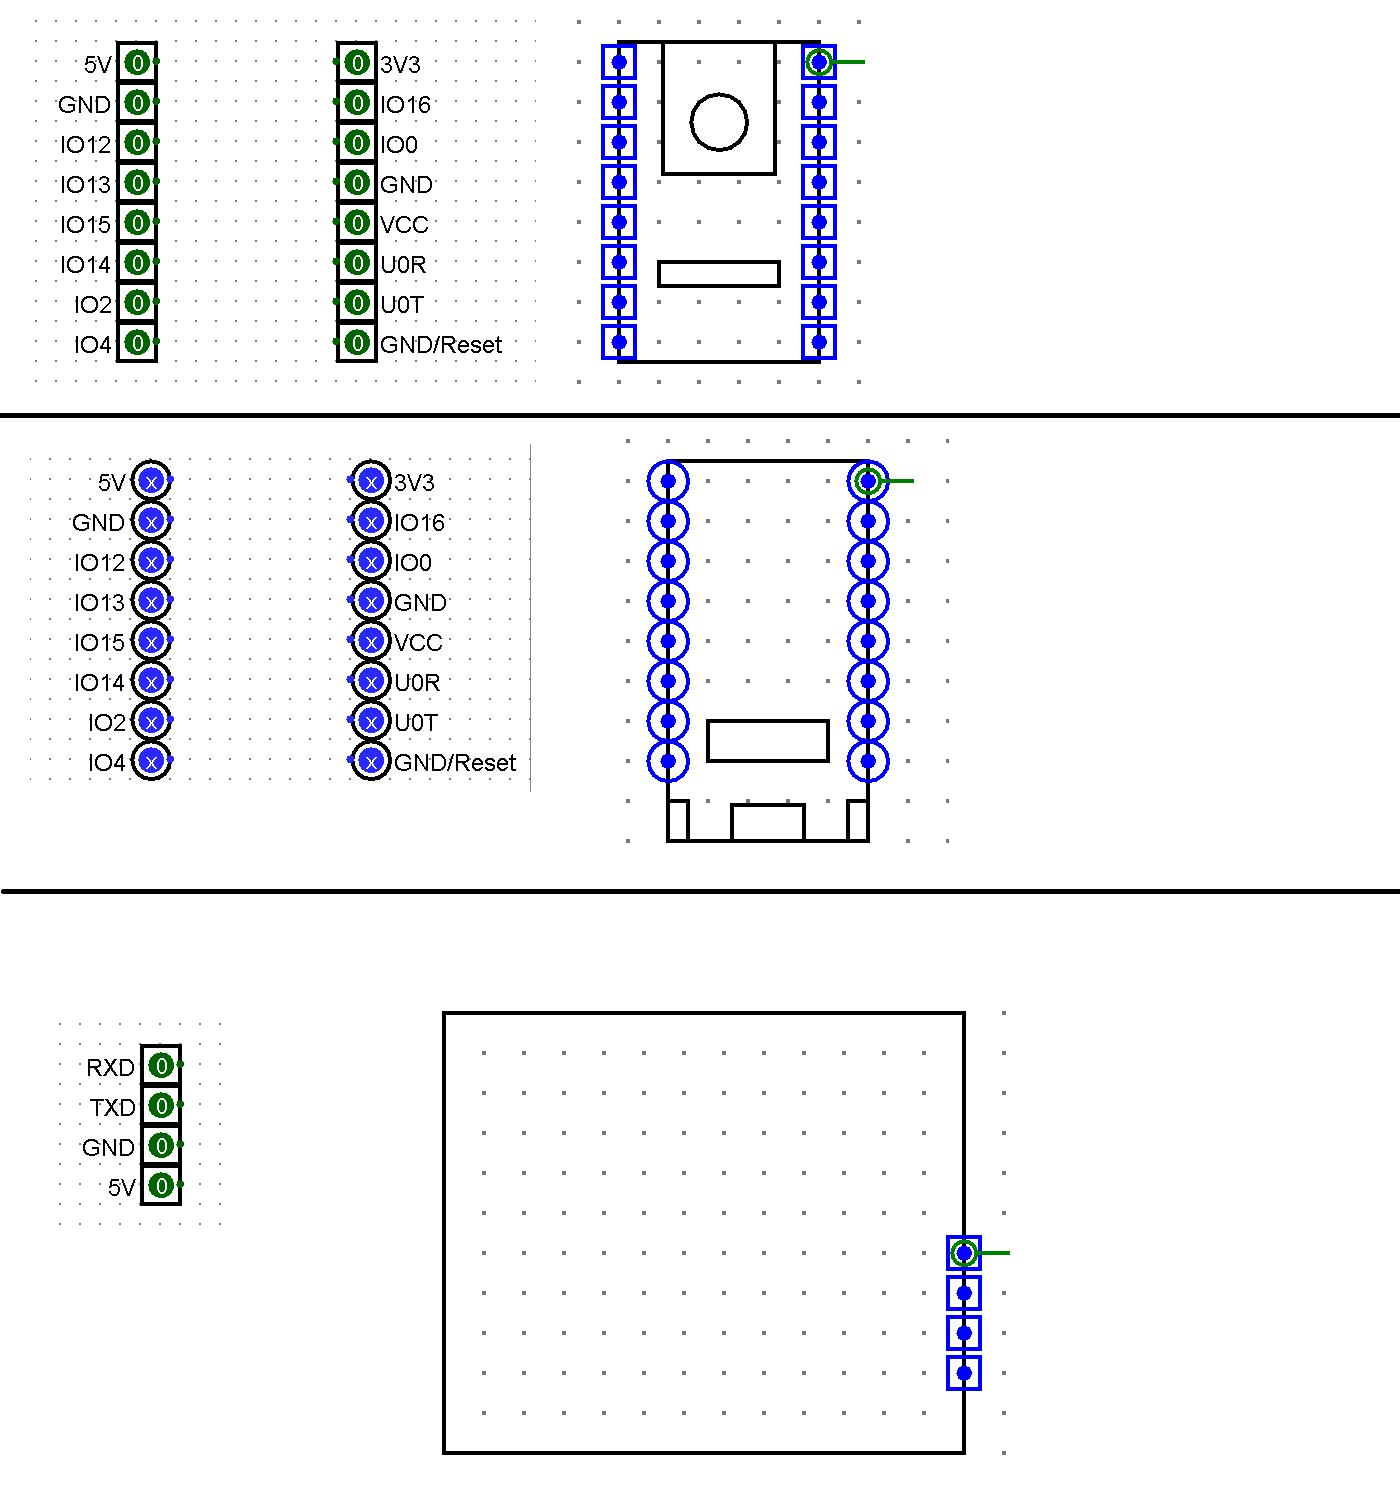 5V 0 0 3V3
GND 0 0 IO16
IO12 0 0 IO0
IO13 0 0 GND
IO15 0 0 VCC
IO14 0 0 U0R
IO2 0 0 U0T
IO4 0 0 GND/Reset
5V x x 3V3
GND x x IO16
IO12 x x IO0
IO13 x x GND
IO15 x x VCC
IO14 x x U0R
IO2 x x U0T
IO4 x x GND/Reset
RXD 0
TXD 0
GND 0
5V 0